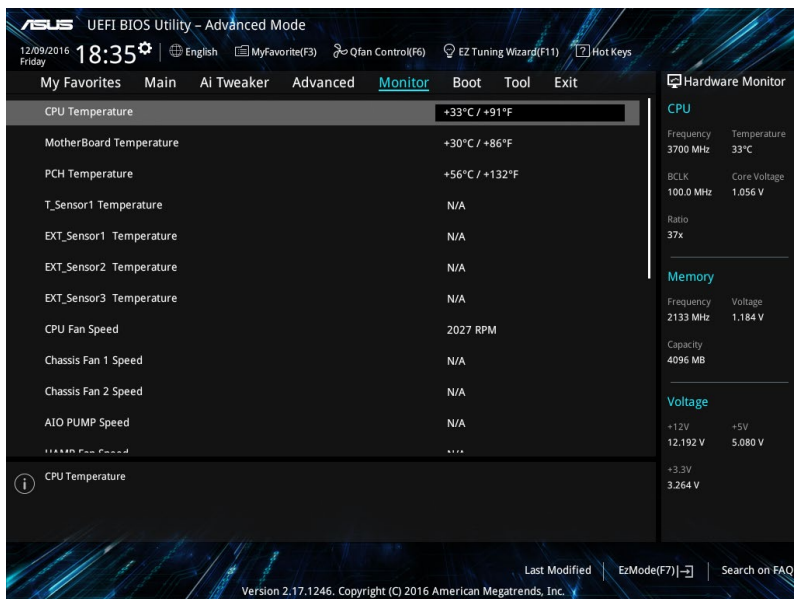 ASUS UEFI BIOS Utility – Advanced Mode
12/09/2016 Friday 18:35 English MyFavorite(F3) Qfan Control(F6) EZ Tuning Wizard(F11) ? Hot Keys
My Favorites Main Ai Tweaker Advanced Monitor Boot Tool Exit
CPU Temperature +33°C / +91°F
MotherBoard Temperature +30°C / +86°F
PCH Temperature +56°C / +132°F
T_Sensor1 Temperature N/A
EXT_Sensor1 Temperature N/A
EXT_Sensor2 Temperature N/A
EXT_Sensor3 Temperature N/A
CPU Fan Speed 2027 RPM
Chassis Fan 1 Speed N/A
Chassis Fan 2 Speed N/A
AIO PUMP Speed N/A
CPU Temperature
Hardware Monitor
CPU
Frequency Temperature
3700 MHz 33°C
BCLK Core Voltage
100.0 MHz 1.056 V
Ratio
37x
Memory
Frequency Voltage
2133 MHz 1.184 V
Capacity
4096 MB
Voltage
+12V +5V
12.192 V 5.080 V
+3.3V
3.264 V
Last Modified EzMode(F7) Search on FAQ
Version 2.17.1246. Copyright (C) 2016 American Megatrends, Inc.